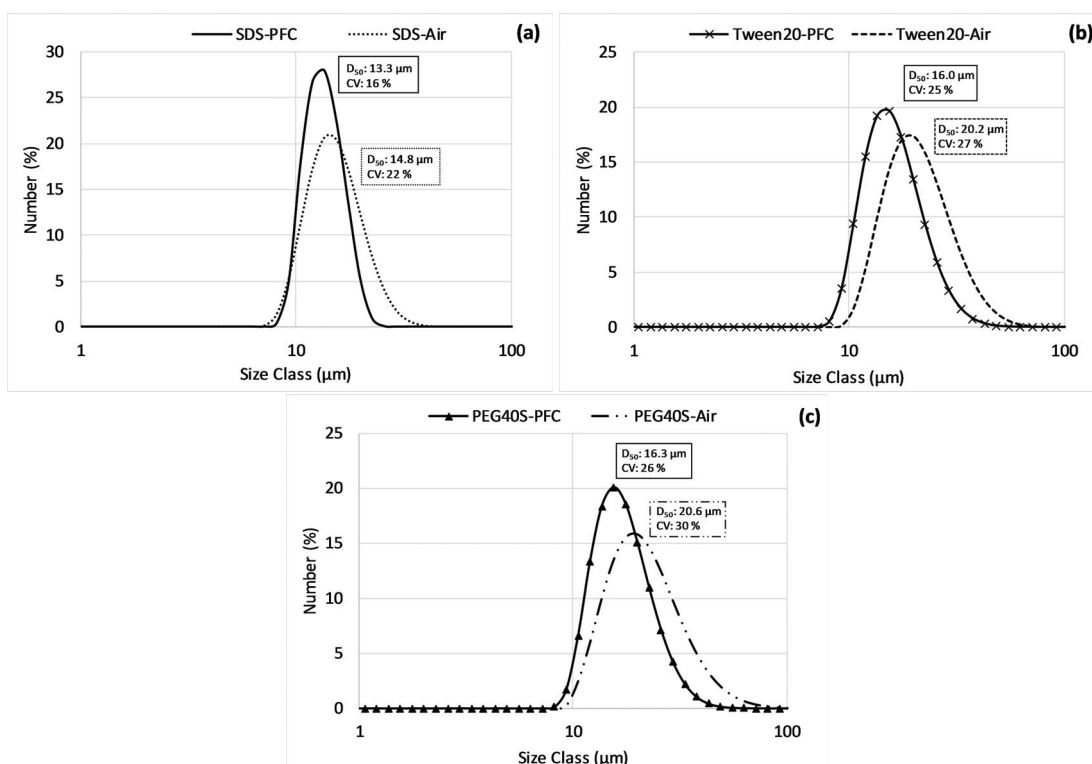 SDS-PFC SDS-Air (a)
30
25
20
15
10
5
0
Number (%)
D₅₀: 13.3 µm
CV: 16 %
D₅₀: 14.8 µm
CV: 22 %
1 10 100
Size Class (µm)
Tween20-PFC Tween20-Air (b)
25
20
15
10
5
0
Number (%)
D₅₀: 16.0 µm
CV: 25 %
D₅₀: 20.2 µm
CV: 27 %
1 10 100
Size Class (µm)
PEG40S-PFC PEG40S-Air (c)
25
20
15
10
5
0
Number (%)
D₅₀: 16.3 µm
CV: 26 %
D₅₀: 20.6 µm
CV: 30 %
1 10 100
Size Class (µm)